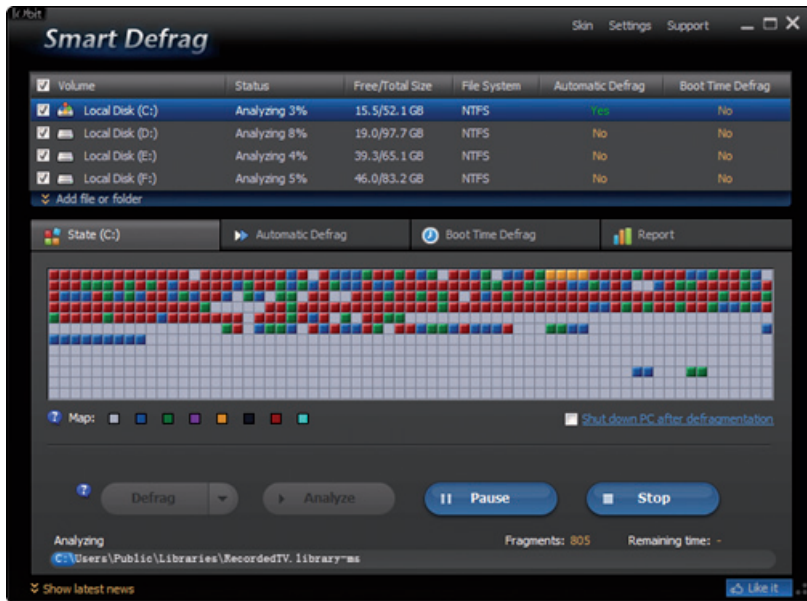 IObit
Smart Defrag
Skin Settings Support
Volume Status Free/Total Size File System Automatic Defrag Boot Time Defrag
Local Disk (C:) Analyzing 3% 15.5/52.1 GB NTFS Yes No
Local Disk (D:) Analyzing 8% 19.0/97.7 GB NTFS No No
Local Disk (E:) Analyzing 4% 39.3/65.1 GB NTFS No No
Local Disk (F:) Analyzing 5% 46.0/83.2 GB NTFS No No
Add file or folder
State (C:) Automatic Defrag Boot Time Defrag Report
? Map: Shut down PC after defragmentation
? Defrag Analyze Pause Stop
Analyzing Fragments: 805 Remaining time: -
C:\Users\Public\Libraries\RecordedTV.library-ms
Show latest news Like it